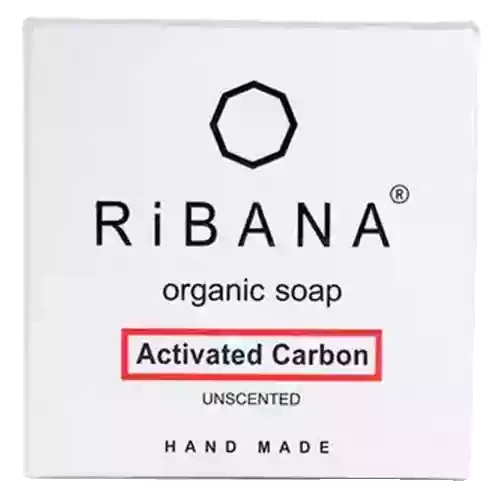 RiBANA®
organic soap
Activated Carbon
UNSCENTED
HAND MADE